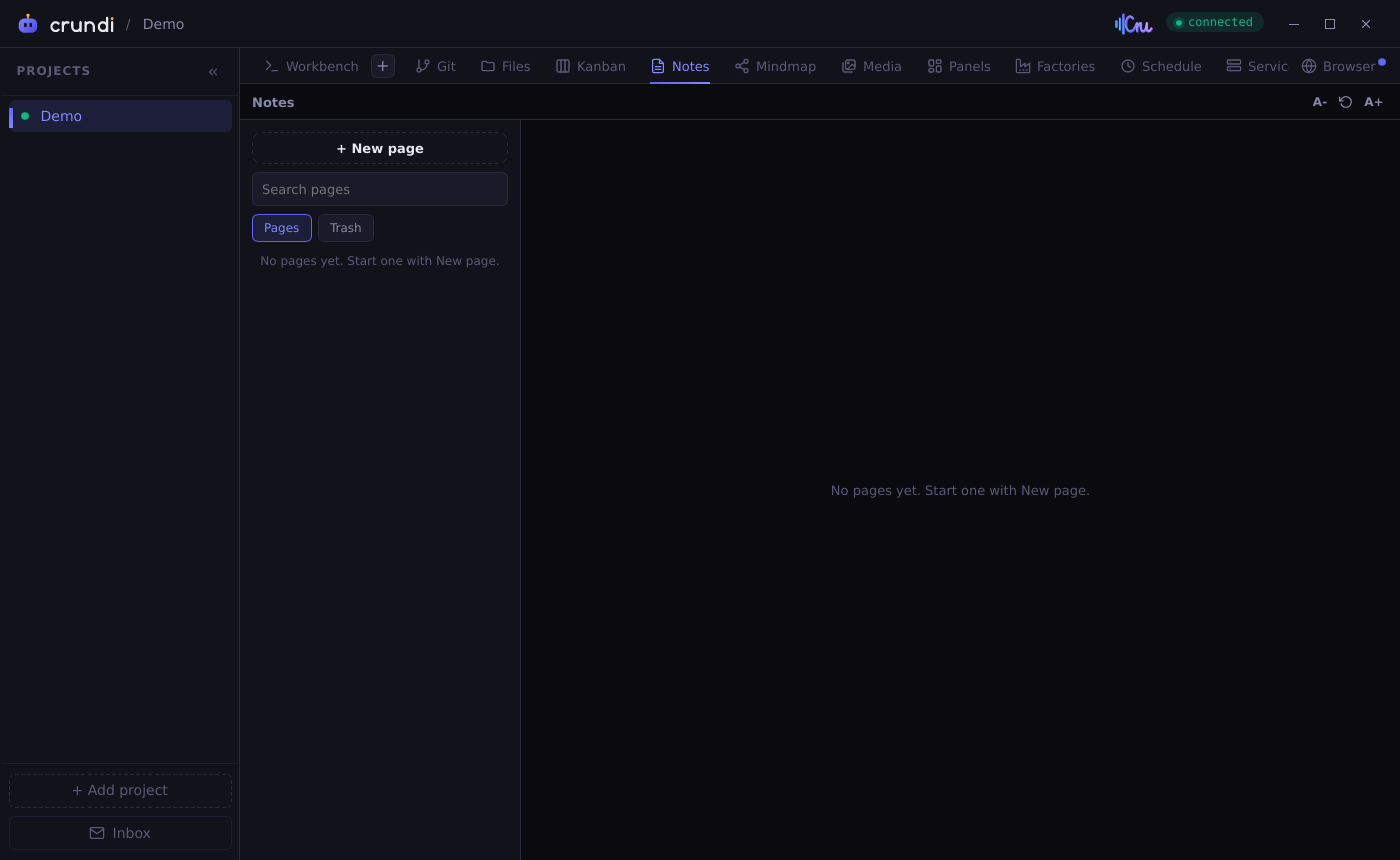 crundi / Demo
Cru
connected
PROJECTS «
Demo
+ Add project
Inbox
Workbench + Git Files Kanban Notes Mindmap Media Panels Factories Schedule Servic Browser
Notes
A- A+
+ New page
Search pages
Pages Trash
No pages yet. Start one with New page.
No pages yet. Start one with New page.